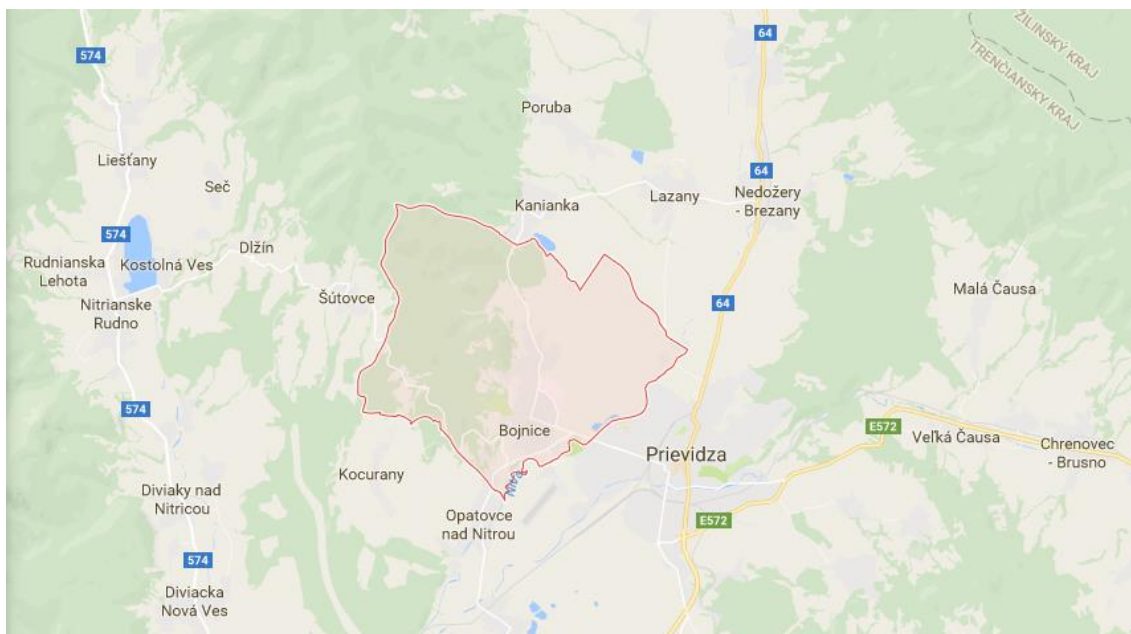 574
64
ŽILINSKÝ KRAJ
TRENČIANSKY KRAJ
Poruba
Liešťany
Seč
64
Lazany
Nedožery
- Brezany
Kanianka
574
Dlžín
Rudnianska
Lehota
Kostolná Ves
Šútovce
Nitrianske
Rudno
64
Malá Čausa
574
Bojnice
E572
Veľká Čausa
Chrenovec
- Brusno
Prievidza
Kocurany
Nitra
Diviaky nad
Nitricou
Opatovce
nad Nitrou
E572
574
Diviacka
Nová Ves